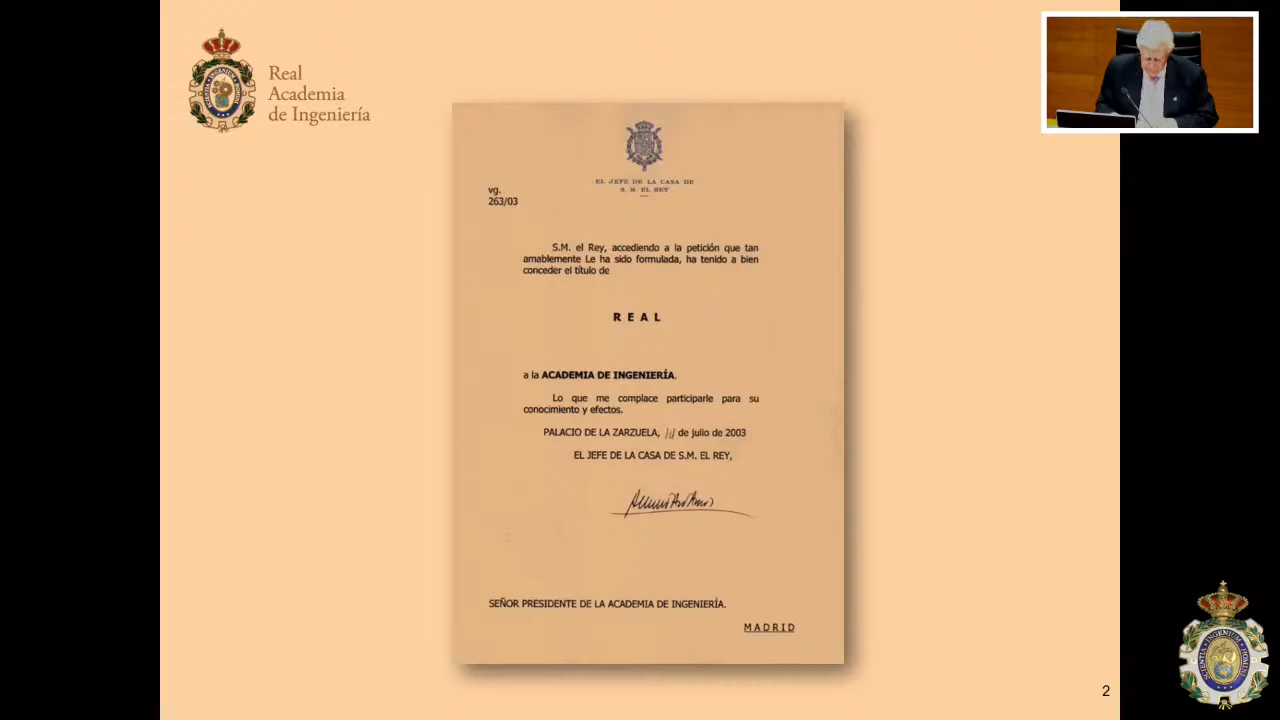 Real
Academia
de Ingeniería
EL JEFE DE LA CASA DE
S. M. EL REY
vg.
263/03
S.M. el Rey, accediendo a la petición que tan
amablemente Le ha sido formulada, ha tenido a bien
conceder el título de
R E A L
a la ACADEMIA DE INGENIERÍA.
Lo que me complace participarle para su
conocimiento y efectos.
PALACIO DE LA ZARZUELA, de julio de 2003
EL JEFE DE LA CASA DE S.M. EL REY,
SEÑOR PRESIDENTE DE LA ACADEMIA DE INGENIERÍA.
MADRID
2
SCIENTIA INGENIUM HOMINI